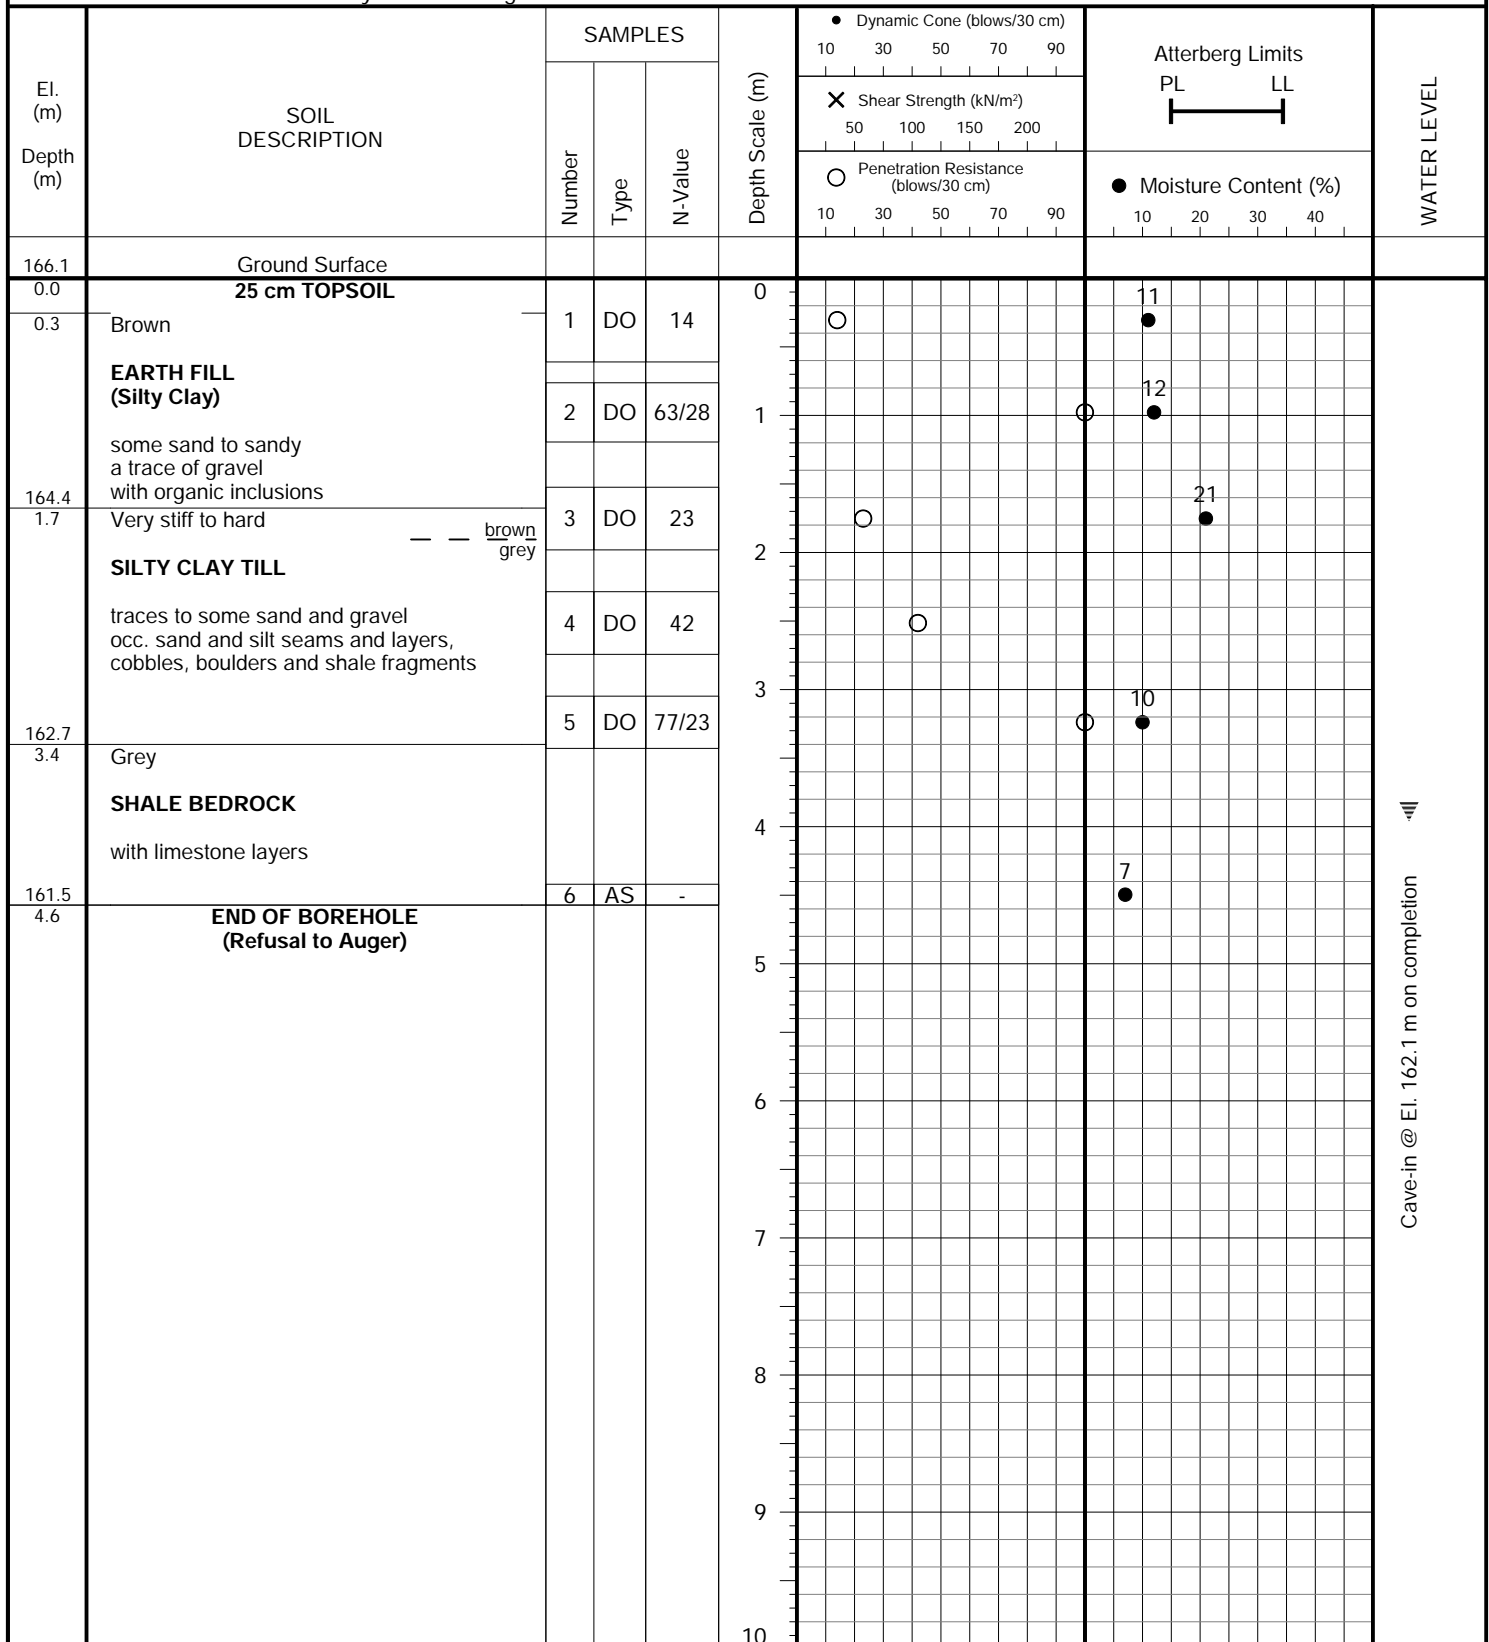 SAMPLES
El.
(m)
Depth
(m)
SOIL
DESCRIPTION
Number
Type
N-Value
Depth Scale (m)
● Dynamic Cone (blows/30 cm)
10 30 50 70 90
× Shear Strength (kN/m²)
50 100 150 200
○ Penetration Resistance
(blows/30 cm)
10 30 50 70 90
Atterberg Limits
PL LL
● Moisture Content (%)
10 20 30 40
WATER LEVEL
166.1 Ground Surface
0.0 25 cm TOPSOIL
0.3 Brown
EARTH FILL
(Silty Clay)
some sand to sandy
a trace of gravel
with organic inclusions
164.4
1.7 Very stiff to hard
brown
grey
SILTY CLAY TILL
traces to some sand and gravel
occ. sand and silt seams and layers,
cobbles, boulders and shale fragments
162.7
3.4 Grey
SHALE BEDROCK
with limestone layers
161.5
4.6 END OF BOREHOLE
(Refusal to Auger)
1 DO 14
2 DO 63/28
3 DO 23
4 DO 42
5 DO 77/23
6 AS -
0
1
2
3
4
5
6
7
8
9
10
11
12
21
10
7
Cave-in @ El. 162.1 m on completion